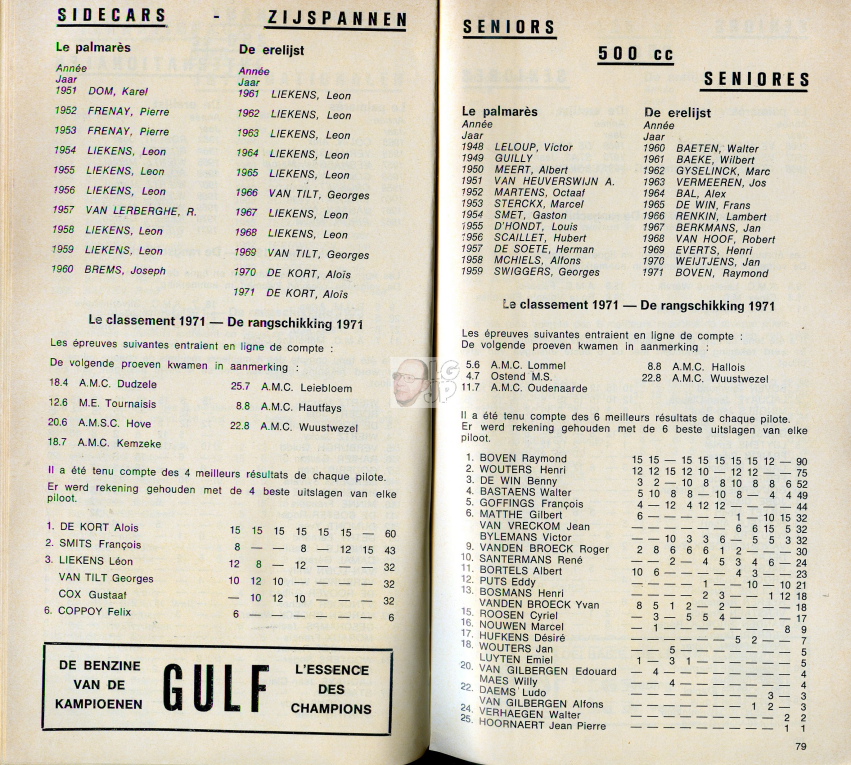 SIDECARS - ZIJSPANNEN
Le palmarès De erelijst
Année Année
Jaar Jaar
1951 DOM, Karel 1961 LIEKENS, Leon
1952 FRENAY, Pierre 1962 LIEKENS, Leon
1953 FRENAY, Pierre 1963 LIEKENS, Leon
1954 LIEKENS, Leon 1964 LIEKENS, Leon
1955 LIEKENS, Leon 1965 LIEKENS, Leon
1956 LIEKENS, Leon 1966 VAN TILT, Georges
1957 VAN LERBERGHE, R. 1967 LIEKENS, Leon
1958 LIEKENS, Leon 1968 LIEKENS, Leon
1959 LIEKENS, Leon 1969 VAN TILT, Georges
1960 BREMS, Joseph 1970 DE KORT, Aloïs
1971 DE KORT, Aloïs
Le classement 1971 — De rangschikking 1971
Les épreuves suivantes entraient en ligne de compte :
De volgende proeven kwamen in aanmerking :
18.4 A.M.C. Dudzele 25.7 A.M.C. Leiebloem
12.6 M.E. Tournaisis 8.8 A.M.C. Hautfays
20.6 A.M.S.C. Hove 22.8 A.M.C. Wuustwezel
18.7 A.M.C. Kemzeke
Il a été tenu compte des 4 meilleurs résultats de chaque pilote.
Er werd rekening gehouden met de 4 beste uitslagen van elke
piloot.
1. DE KORT Alois 15 15 15 15 15 15 — 60
2. SMITS François 8 — — 8 — 12 15 43
3. LIEKENS Léon 12 8 — 12 — — — 32
VAN TILT Georges 10 12 10 — — — — 32
COX Gustaaf — 10 12 10 — — — 32
6. COPPOY Felix 6 — — — — — — 6
DE BENZINE
VAN DE
KAMPIOENEN
GULF
L'ESSENCE
DES
CHAMPIONS
SENIORS
500 cc
SENIORES
Le palmarès De erelijst
Année Année
Jaar Jaar
1948 LELOUP, Victor 1960 BAETEN, Walter
1949 GUILLY 1961 BAEKE, Wilbert
1950 MEERT, Albert 1962 GYSELINCK, Marc
1951 VAN HEUVERSWIJN A. 1963 VERMEEREN, Jos
1952 MARTENS, Octaaf 1964 BAL, Alex
1953 STERCKX, Marcel 1965 DE WIN, Frans
1954 SMET, Gaston 1966 RENKIN, Lambert
1955 D'HONDT, Louis 1967 BERKMANS, Jan
1956 SCAILLET, Hubert 1968 VAN HOOF, Robert
1957 DE SOETE, Herman 1969 EVERTS, Henri
1958 MCHIELS, Alfons 1970 WEIJTJENS, Jan
1959 SWIGGERS, Georges 1971 BOVEN, Raymond
Le classement 1971 — De rangschikking 1971
Les épreuves suivantes entraient en ligne de compte :
De volgende proeven kwamen in aanmerking :
5.6 A.M.C. Lommel 8.8 A.M.C. Hallois
4.7 Ostend M.S. 22.8 A.M.C. Wuustwezel
11.7 A.M.C. Oudenaarde
Il a été tenu compte des 6 meilleurs résultats de chaque pilote.
Er werd rekening gehouden met de 6 beste uitslagen van elke
piloot.
1. BOVEN Raymond 15 15 — 15 15 15 15 15 12 — 90
2. WOUTERS Henri 12 12 15 12 10 — 12 12 — — 75
3. DE WIN Benny 3 2 — 10 8 8 10 8 8 6 52
4. BASTAENS Walter 5 10 8 8 — 10 8 — 4 4 49
5. GOFFINGS François 4 — 12 4 12 12 — — — — 44
6. MATTHE Gilbert 6 — — — — — 1 — 10 15 32
VAN VRECKOM Jean — — — — — — 6 6 15 5 32
BYLEMANS Victor — — 10 3 3 6 — 5 5 3 32
9. VANDEN BROECK Roger 2 8 6 6 6 1 2 — — — 30
10. SANTERMANS René — — 2 — 4 5 3 4 6 — 24
11. BORTELS Albert 10 6 — — — — 4 3 — — 23
12. PUTS Eddy — — — — 1 — — 10 — 10 21
13. BOSMANS Henri — — — — 2 3 — — 1 12 18
VANDEN BROECK Yvan 8 5 1 2 — 2 — — — — 18
15. ROOSEN Cyriel — 3 — 5 5 4 — — — — 17
16. NOUWEN Marcel — 1 — — — — — — — 8 9
17. HUFKENS Désiré — — — — — — 5 2 — — 7
18. WOUTERS Jan — — 5 — — — — — — — 5
LUYTEN Emiel 1 — 3 1 — — — — — — 5
20. VAN GILBERGEN Edouard — 4 — — — — — — — — 4
MAES Willy — — 4 — — — — — — — 4
22. DAEMS Ludo — — — — — — — — 3 — 3
VAN GILBERGEN Alfons — — — — — — — 1 2 — 3
24. VERHAEGEN Walter — — — — — — — — — 2 2
25. HOORNAERT Jean Pierre — — — — — — — — — 1 1
79